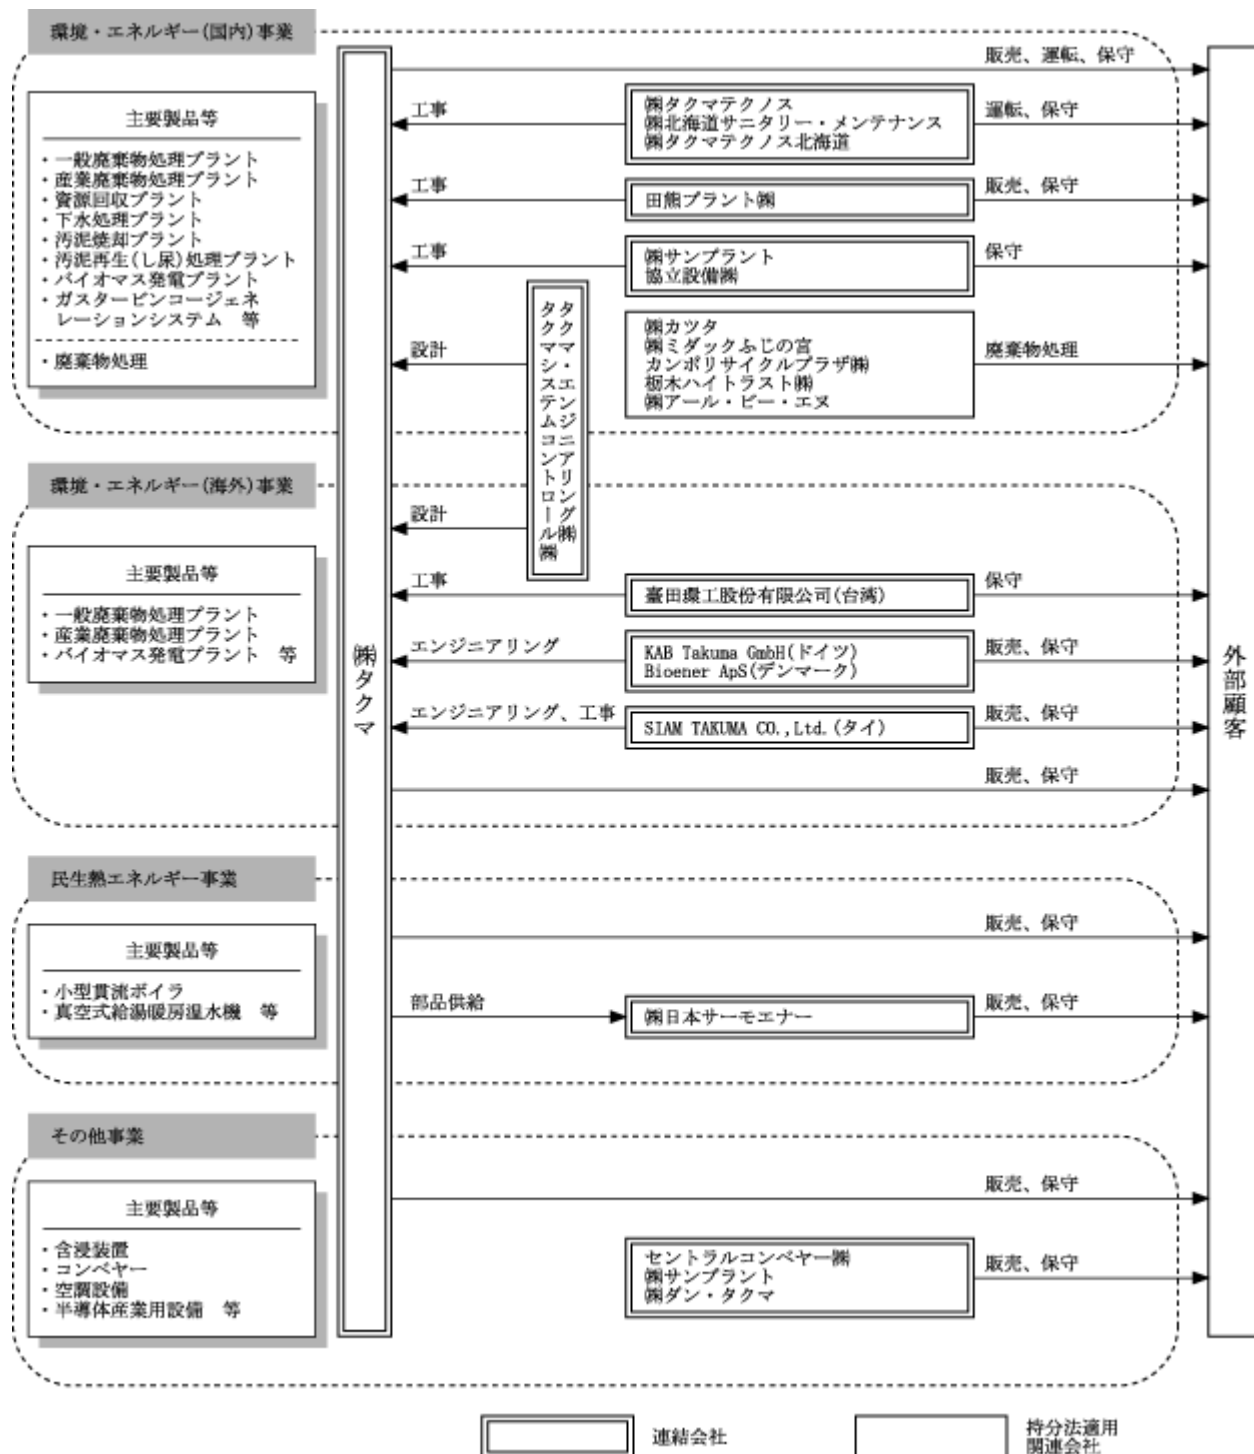 環境・エネルギー(国内)事業
主要製品等
・一般廃棄物処理プラント
・産業廃棄物処理プラント
・資源回収プラント
・下水処理プラント
・汚泥焼却プラント
・汚泥再生(し尿)処理プラント
・バイオマス発電プラント
・ガスタービンコージェネ
レーションシステム 等
・廃棄物処理
販売、運転、保守
工事
㈱タクマテクノス
㈱北海道サニタリー・メンテナンス
㈱タクマテクノス北海道
運転、保守
工事
田熊プラント㈱
販売、保守
工事
㈱サンプラント
協立設備㈱
保守
設計
タクマ・エンジニアリング㈱
タクマシステムコントロール㈱
㈱カツタ
㈱ミダックふじの宮
カンポリサイクルプラザ㈱
栃木ハイトラスト㈱
㈱アール・ビー・エヌ
廃棄物処理
環境・エネルギー(海外)事業
主要製品等
・一般廃棄物処理プラント
・産業廃棄物処理プラント
・バイオマス発電プラント 等
設計
工事
臺田環工股份有限公司(台湾)
保守
エンジニアリング
KAB Takuma GmbH(ドイツ)
Bioener ApS(デンマーク)
販売、保守
エンジニアリング、工事
SIAM TAKUMA CO.,Ltd.(タイ)
販売、保守
販売、保守
㈱タクマ
外部顧客
民生熱エネルギー事業
主要製品等
・小型貫流ボイラ
・真空式給湯暖房温水機 等
販売、保守
部品供給
㈱日本サーモエナー
販売、保守
その他事業
主要製品等
・含浸装置
・コンベヤー
・空調設備
・半導体産業用設備 等
販売、保守
セントラルコンベヤー㈱
㈱サンプラント
㈱ダン・タクマ
販売、保守
連結会社
持分法適用
関連会社